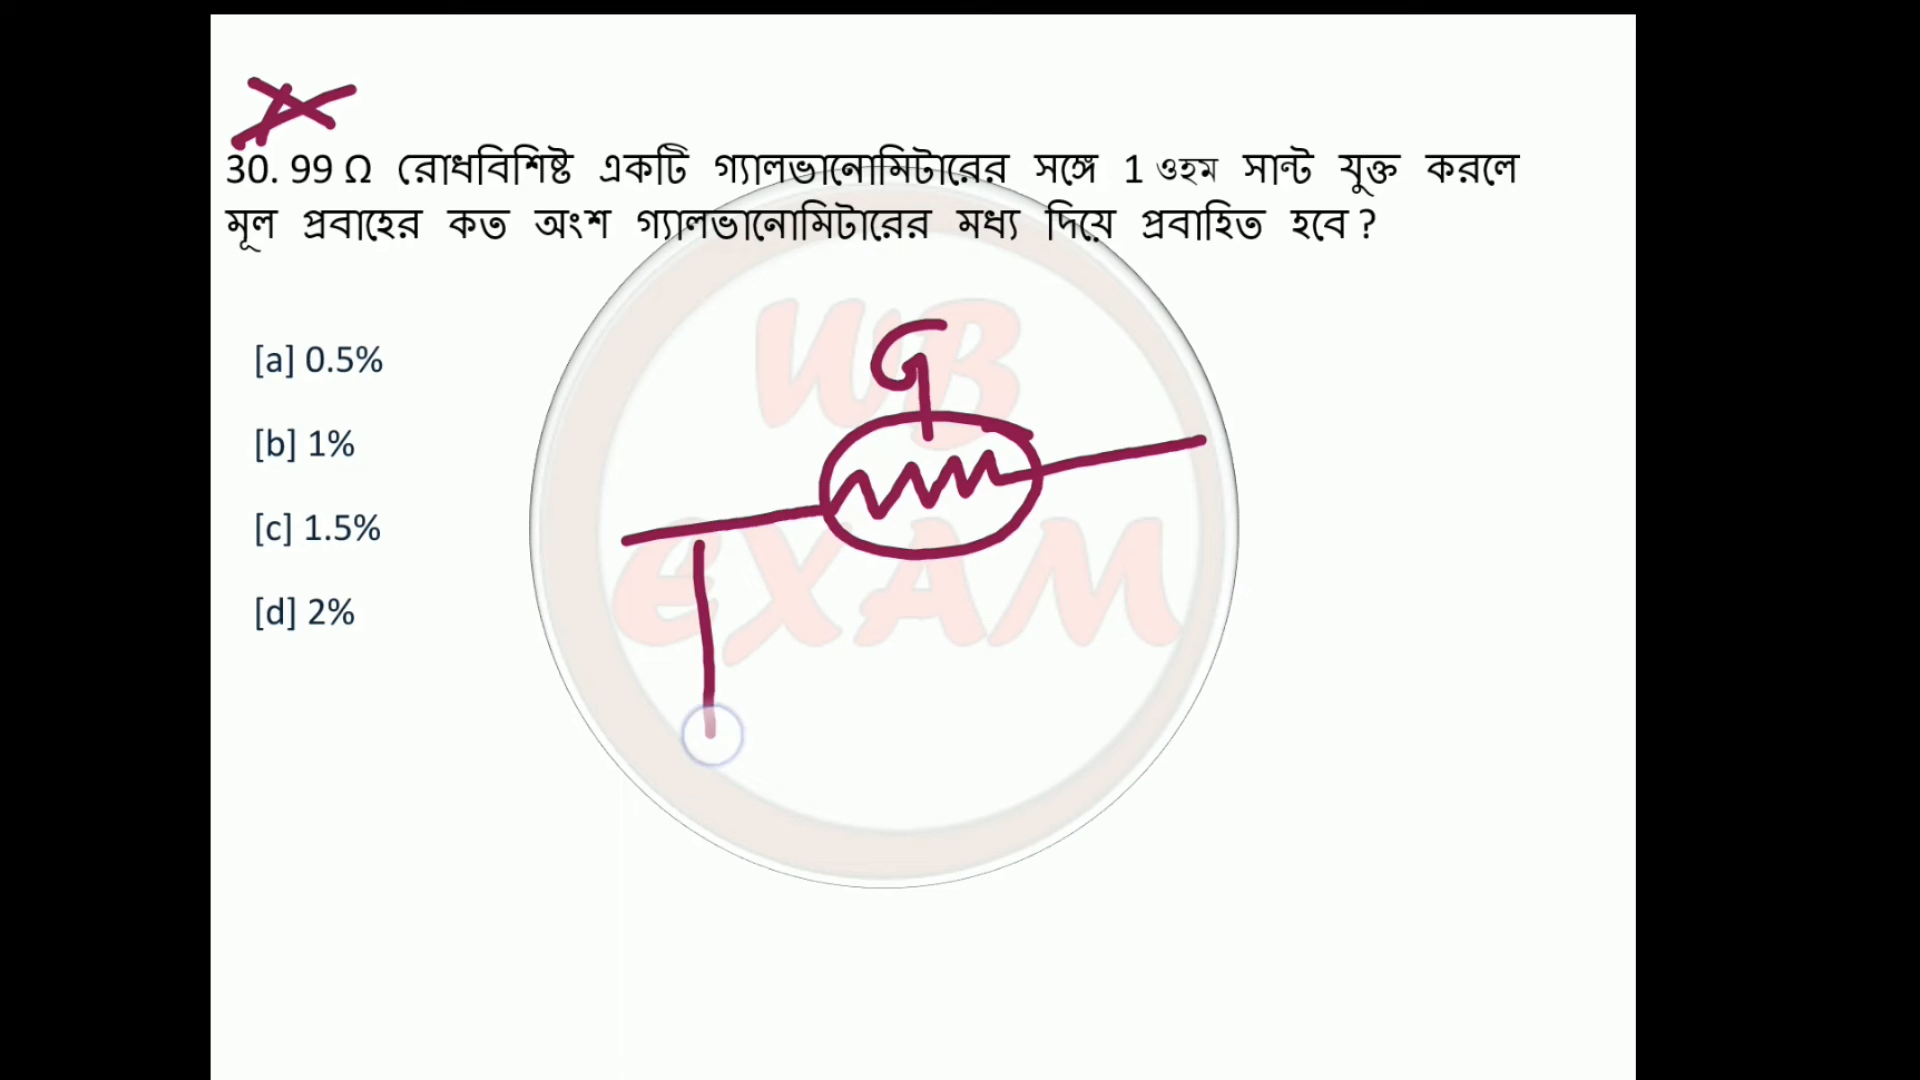 30. 99 Ω রোধবিশিষ্ট একটি গ্যালভানোমিটারের সঙ্গে 1 ওহম সান্ট যুক্ত করলে
মূল প্রবাহের কত অংশ গ্যালভানোমিটারের মধ্য দিয়ে প্রবাহিত হবে ?
[a] 0.5%
[b] 1%
[c] 1.5%
[d] 2%
G
WB
EXAM